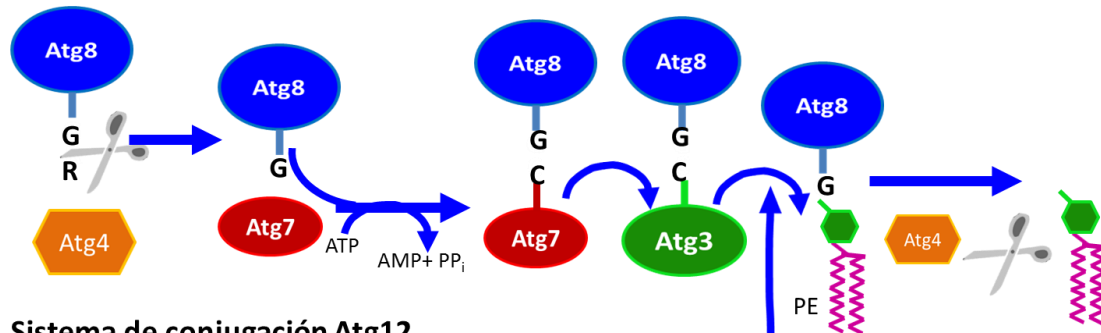 Atg8
G
R
Atg4
Atg8
G
Atg7
ATP
AMP+ PPi
Atg8
G
C
Atg7
Atg8
G
C
Atg3
Atg8
G
PE
Atg4
Sistema de conjugación Atg12